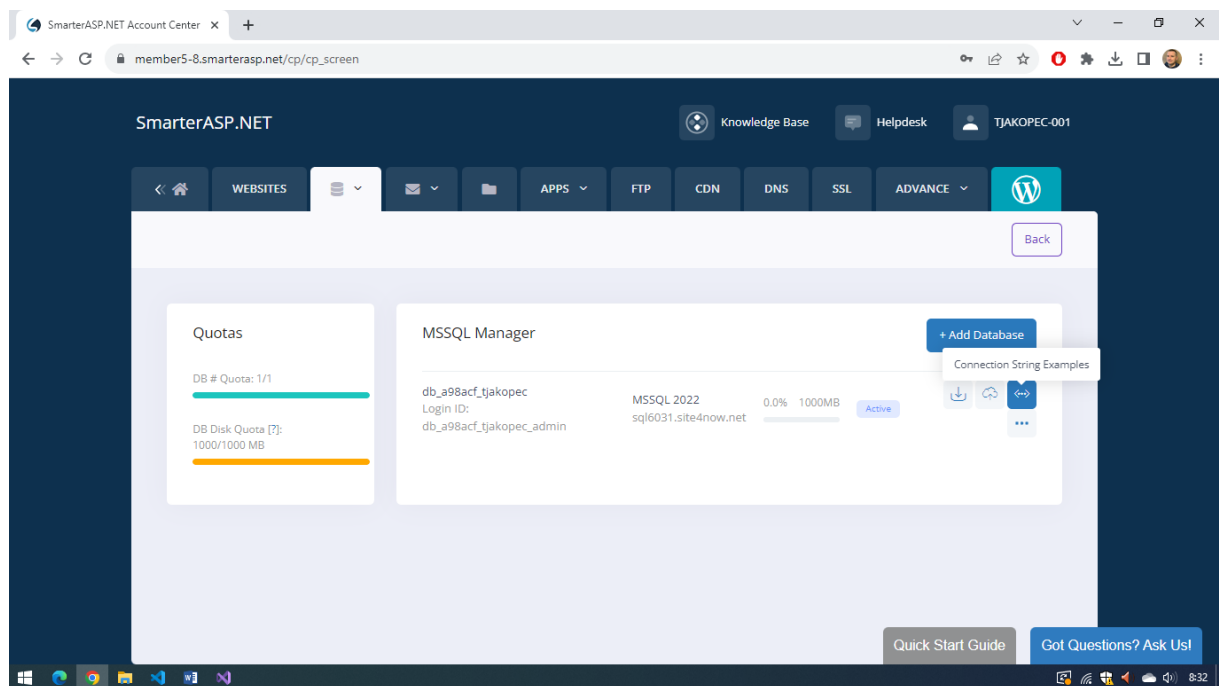 SmarterASP.NET Account Center
member5-8.smarterasp.net/cp/cp_screen
SmarterASP.NET
Knowledge Base
Helpdesk
TJAKOPEC-001
WEBSITES
APPS
FTP
CDN
DNS
SSL
ADVANCE
Back
Quotas
DB # Quota: 1/1
DB Disk Quota [?]:
1000/1000 MB
MSSQL Manager
+ Add Database
Connection String Examples
db_a98acf_tjakopec
Login ID:
db_a98acf_tjakopec_admin
MSSQL 2022
sql6031.site4now.net
0.0% 1000MB
Active
Quick Start Guide
Got Questions? Ask Us!
8:32